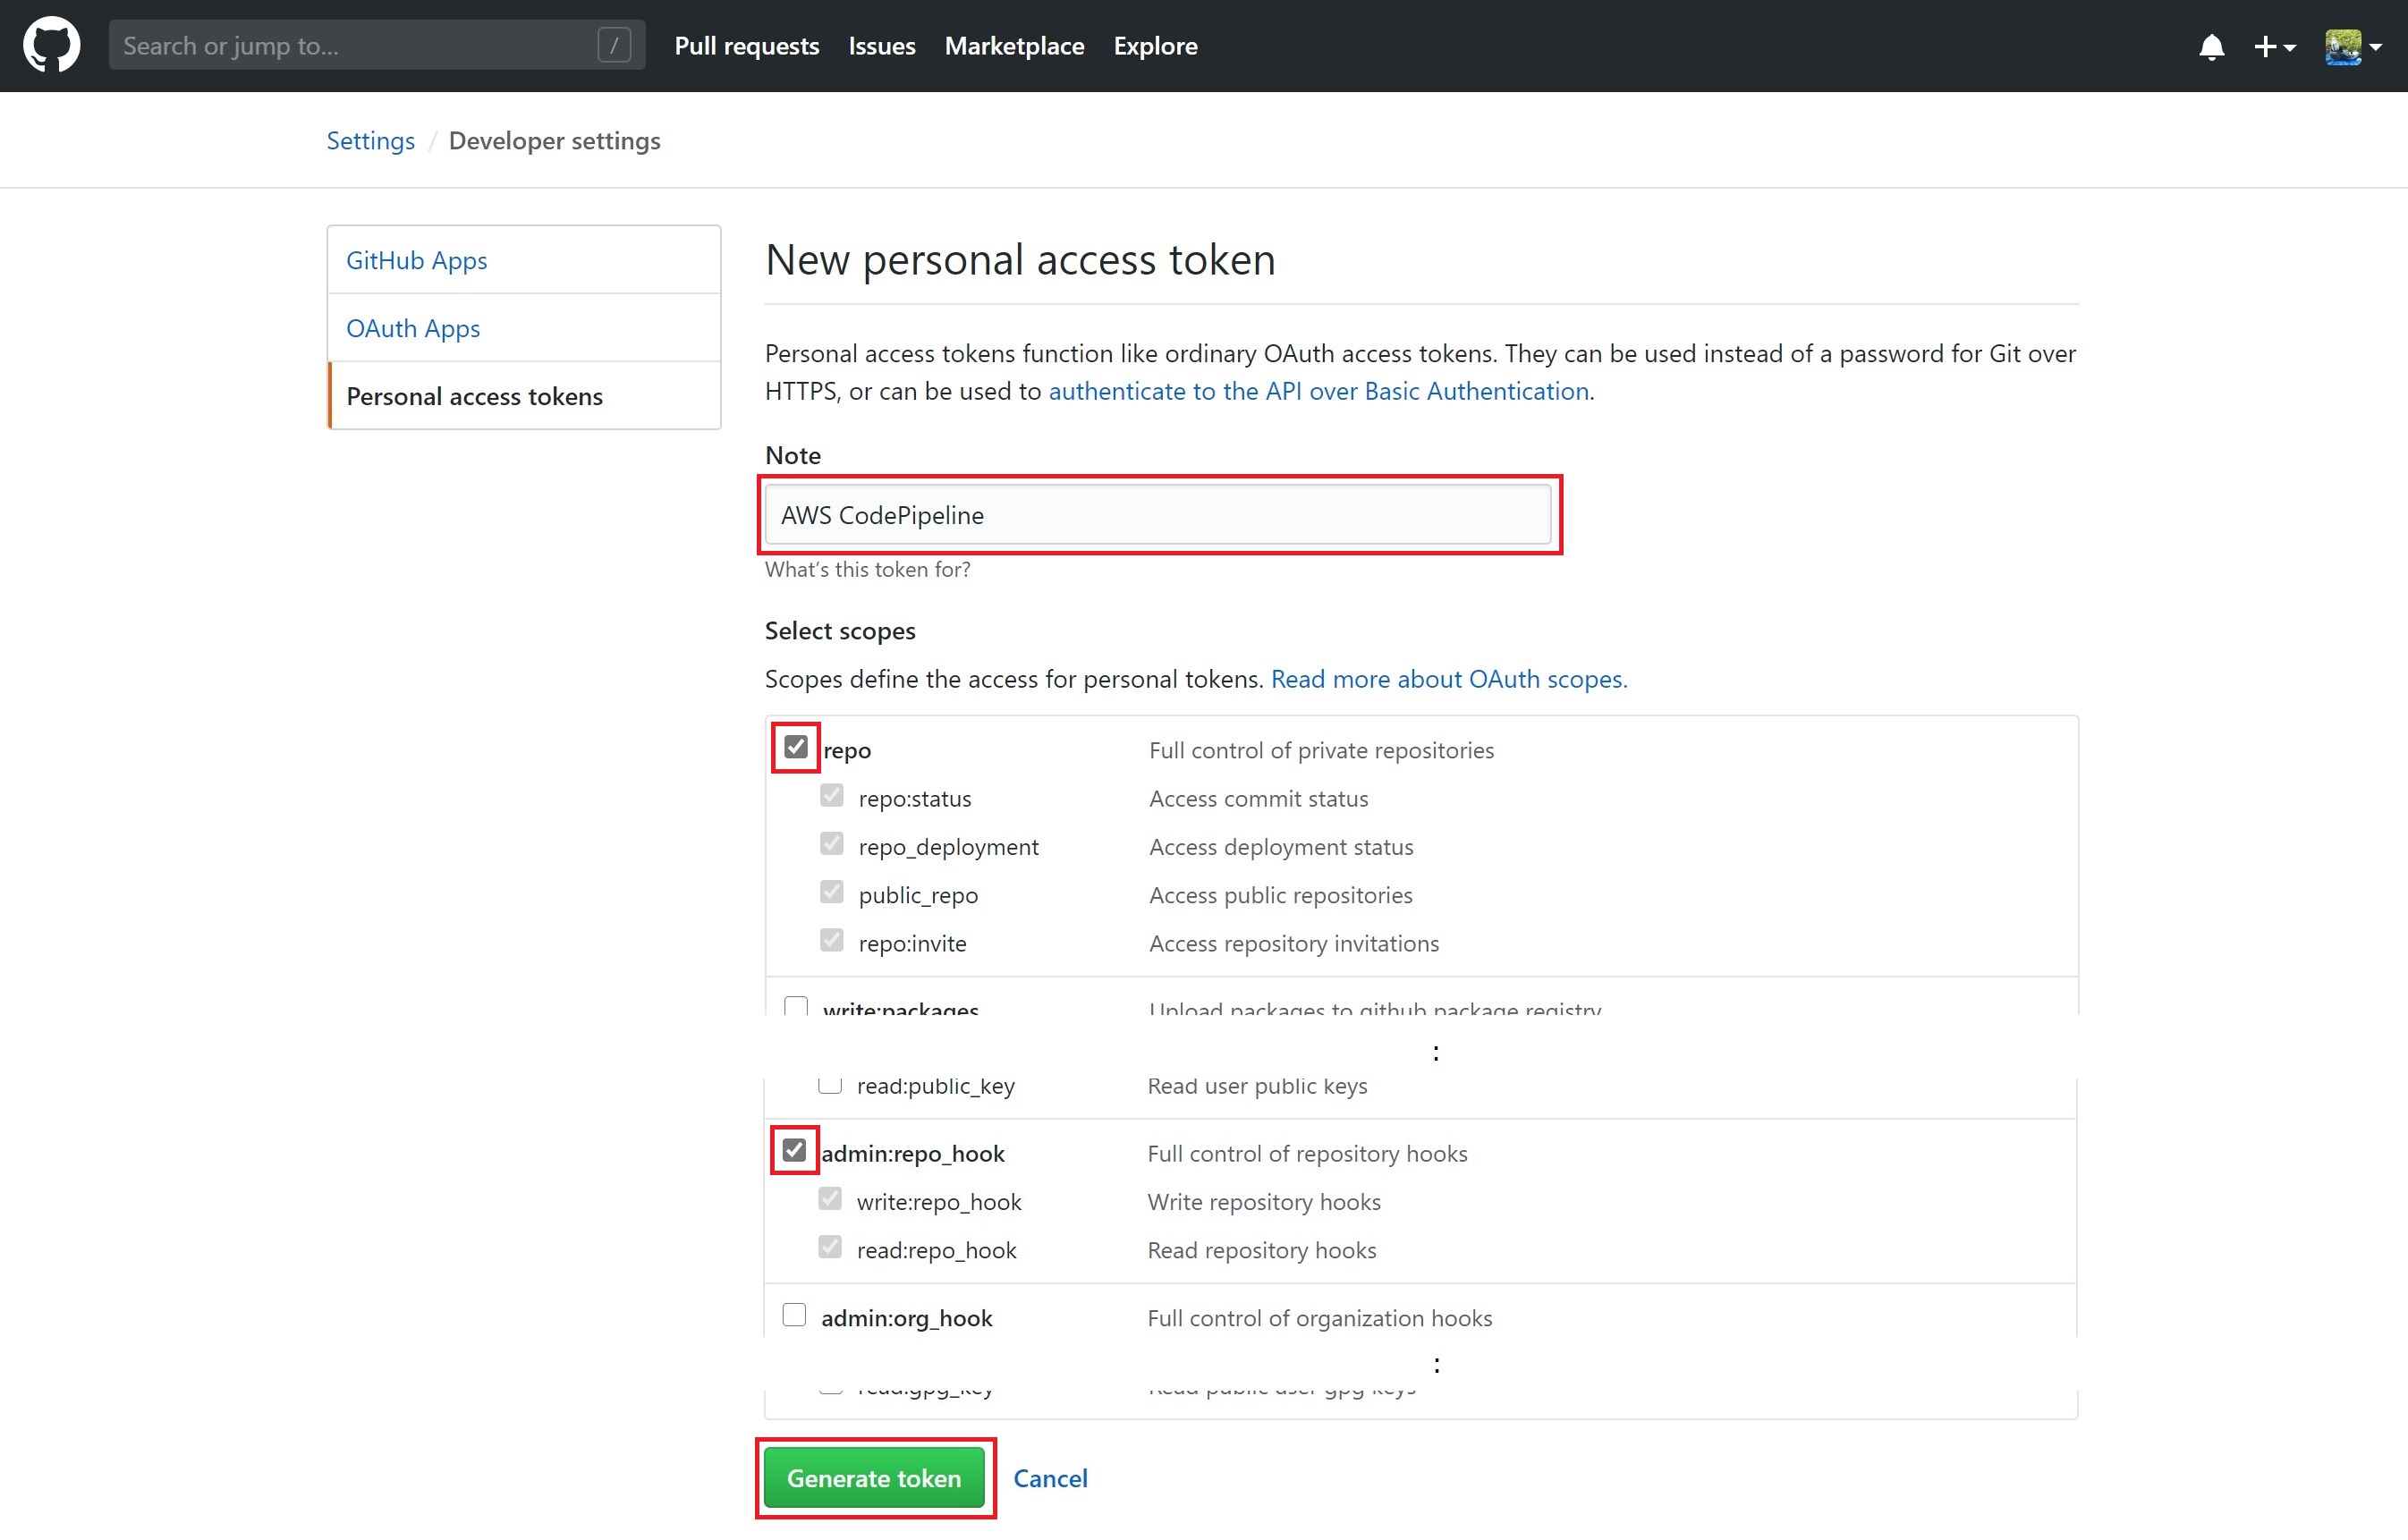 Search or jump to...
/
Pull requests Issues Marketplace Explore
Settings / Developer settings
GitHub Apps
OAuth Apps
Personal access tokens
New personal access token
Personal access tokens function like ordinary OAuth access tokens. They can be used instead of a password for Git over
HTTPS, or can be used to authenticate to the API over Basic Authentication.
Note
AWS CodePipeline
What's this token for?
Select scopes
Scopes define the access for personal tokens. Read more about OAuth scopes.
repo Full control of private repositories
repo:status Access commit status
repo_deployment Access deployment status
public_repo Access public repositories
repo:invite Access repository invitations
write:packages Upload packages to github package registry
:
read:public_key Read user public keys
admin:repo_hook Full control of repository hooks
write:repo_hook Write repository hooks
read:repo_hook Read repository hooks
admin:org_hook Full control of organization hooks
:
read:gpg_key Read public user gpg keys
Generate token Cancel